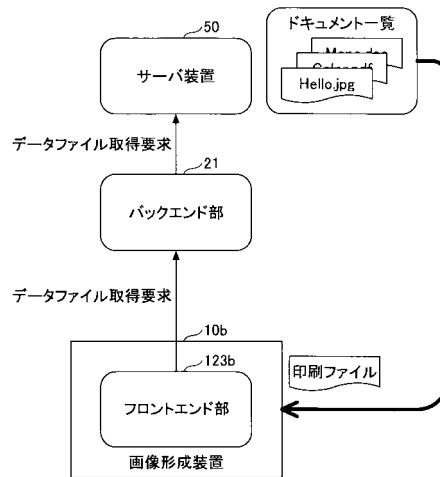 50
サーバ装置
ドキュメント一覧
Hello.jpg
データファイル取得要求
21
バックエンド部
データファイル取得要求
10b
123b
フロントエンド部
画像形成装置
印刷ファイル